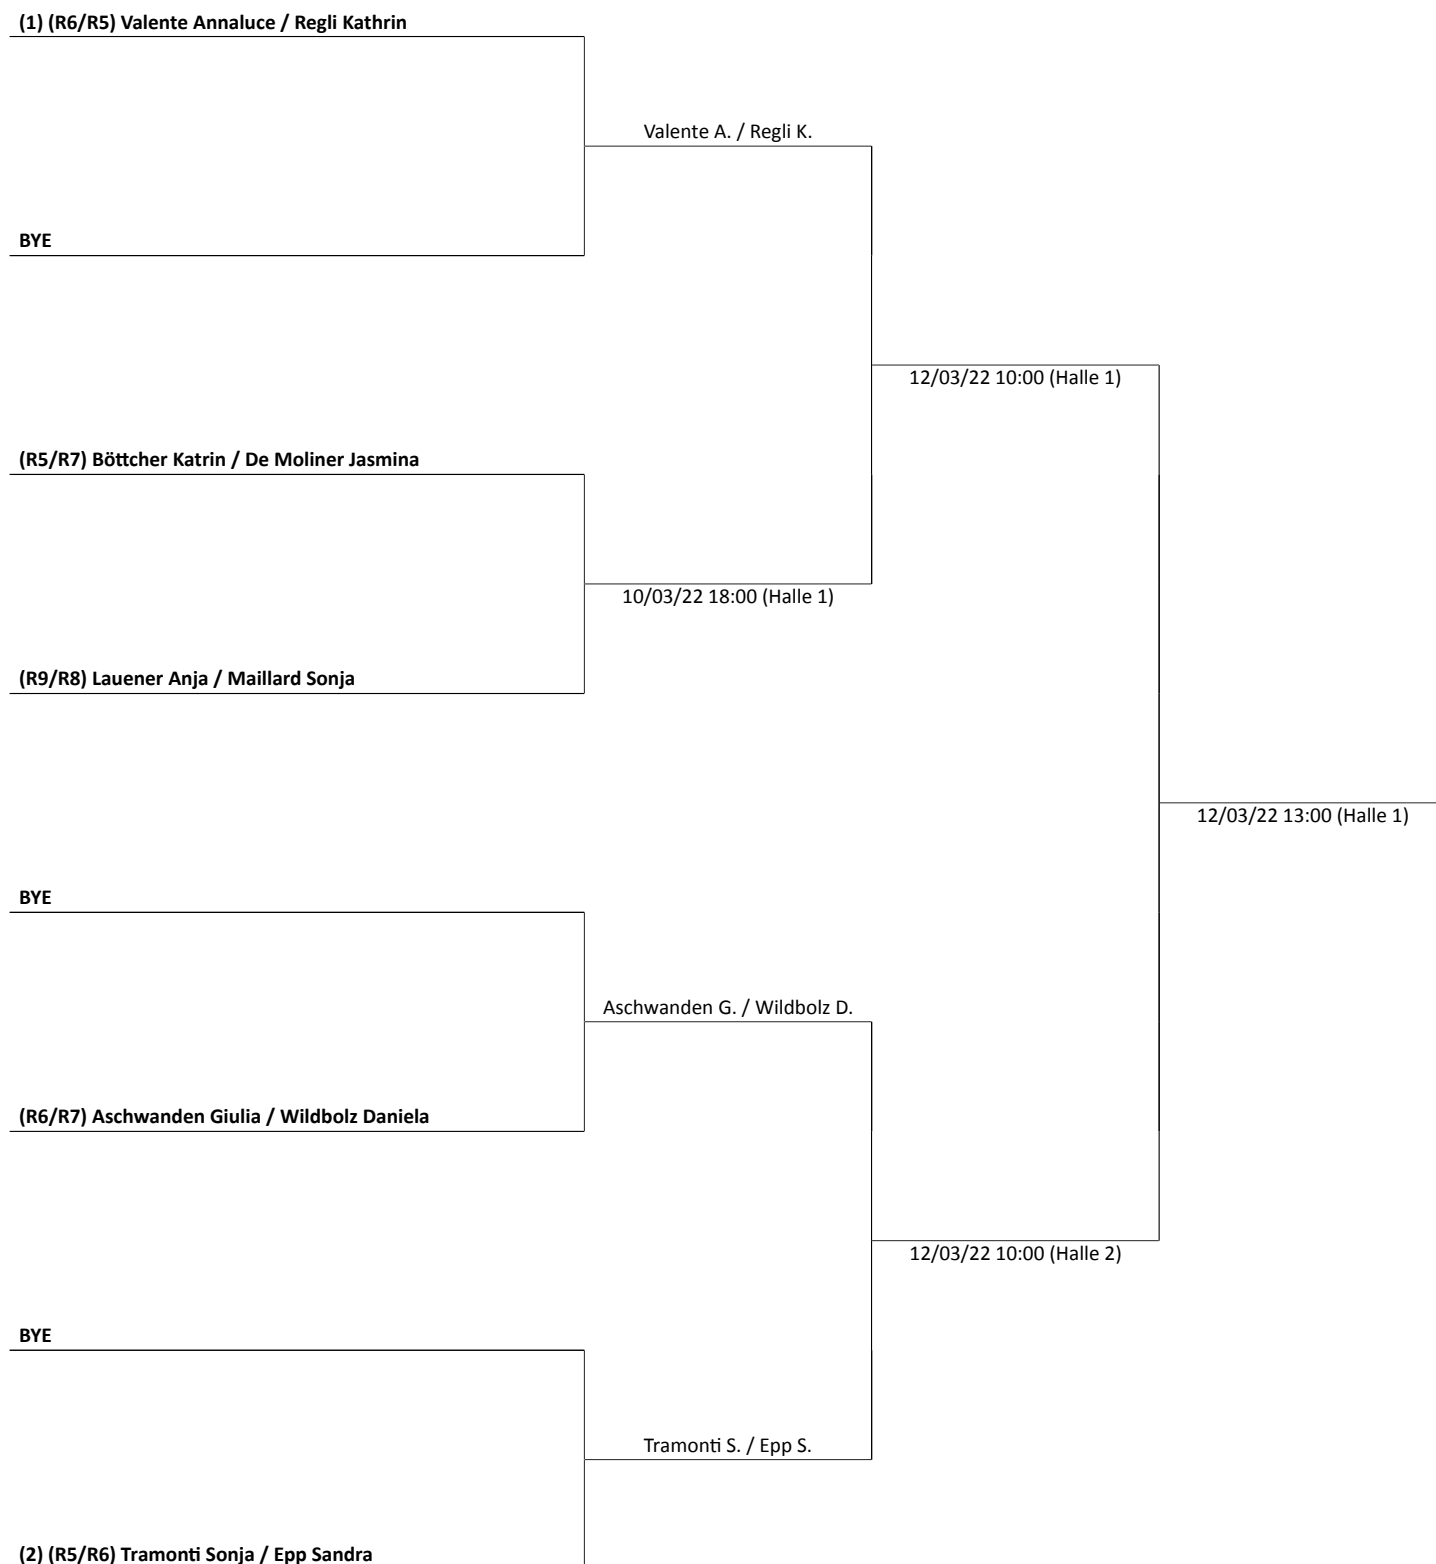 (1) (R6/R5) Valente Annaluce / Regli Kathrin
Valente A. / Regli K.
BYE
12/03/22 10:00 (Halle 1)
(R5/R7) Böttcher Katrin / De Moliner Jasmina
10/03/22 18:00 (Halle 1)
(R9/R8) Lauener Anja / Maillard Sonja
12/03/22 13:00 (Halle 1)
BYE
Aschwanden G. / Wildbolz D.
(R6/R7) Aschwanden Giulia / Wildbolz Daniela
12/03/22 10:00 (Halle 2)
BYE
Tramonti S. / Epp S.
(2) (R5/R6) Tramonti Sonja / Epp Sandra